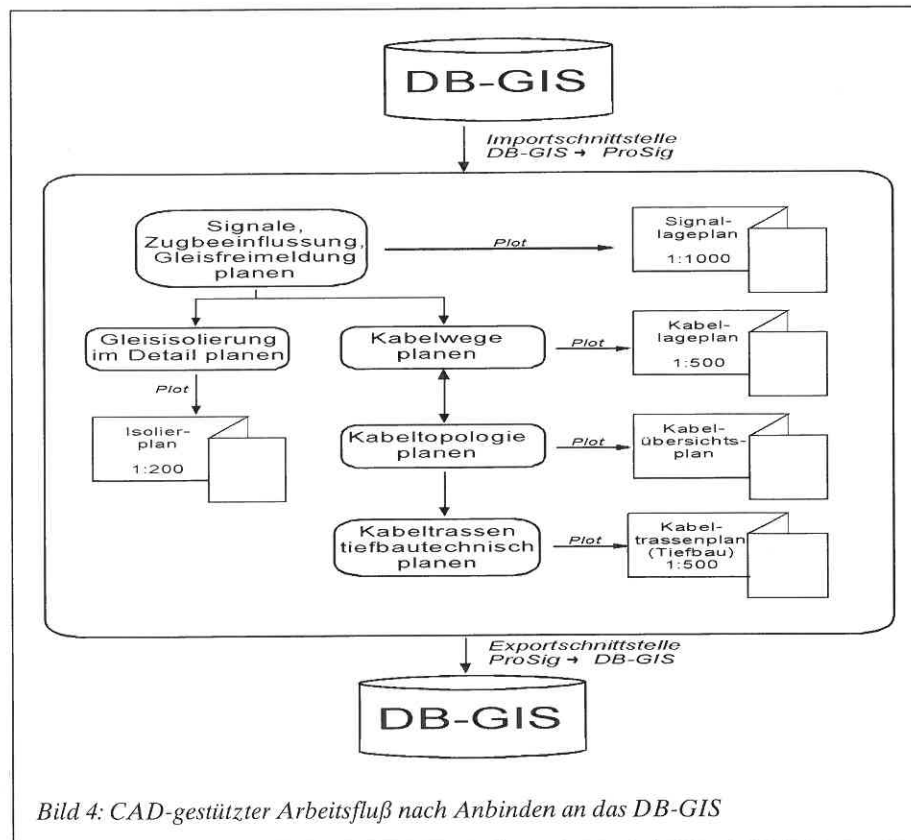 DB-GIS
Importschnittstelle
DB-GIS → ProSig
Signale,
Zugbeeinflussung,
Gleisfreimeldung
planen
Plot
Signal-
lageplan
1:1000
Gleisisolierung
im Detail planen
Kabelwege
planen
Plot
Kabel-
lageplan
1:500
Plot
Isolier-
plan
1:200
Kabeltopologie
planen
Plot
Kabel-
übersichts-
plan
Kabeltrassen
tiefbautechnisch
planen
Plot
Kabel-
trassenplan
(Tiefbau)
1:500
Exportschnittstelle
ProSig → DB-GIS
DB-GIS
Bild 4: CAD-gestützter Arbeitsfluß nach Anbinden an das DB-GIS